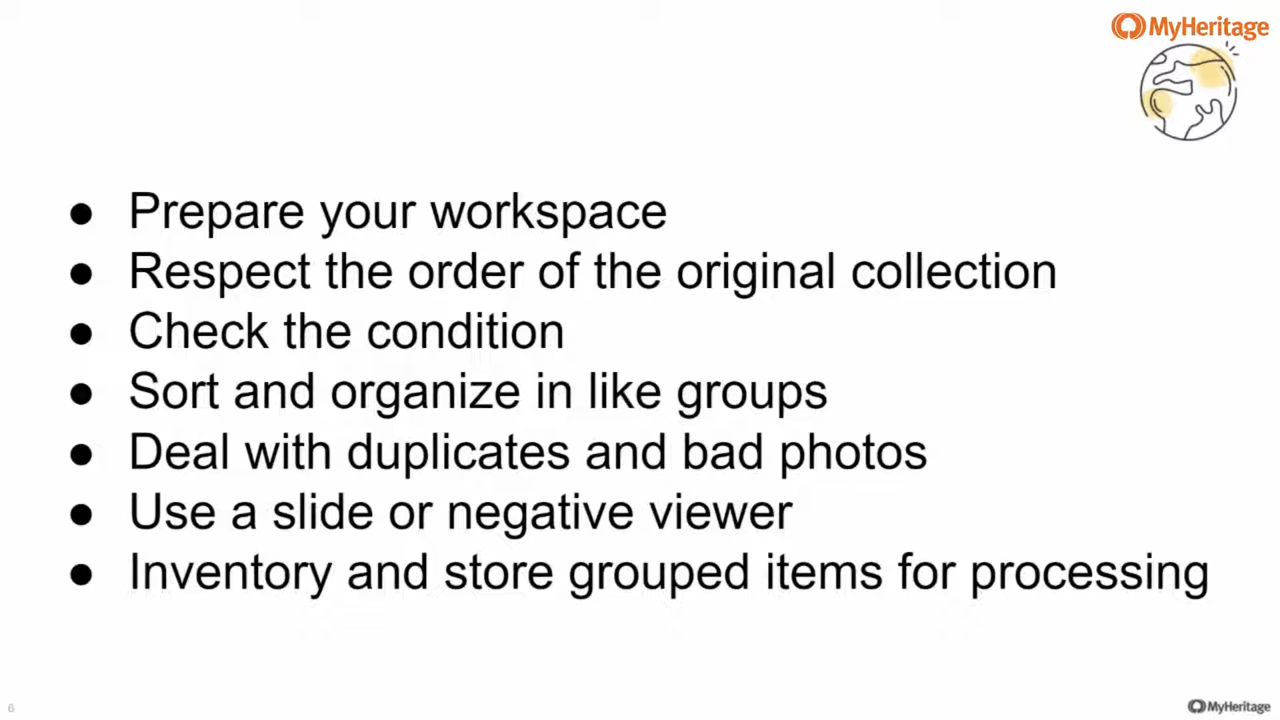 MyHeritage
● Prepare your workspace
● Respect the order of the original collection
● Check the condition
● Sort and organize in like groups
● Deal with duplicates and bad photos
● Use a slide or negative viewer
● Inventory and store grouped items for processing
6
MyHeritage